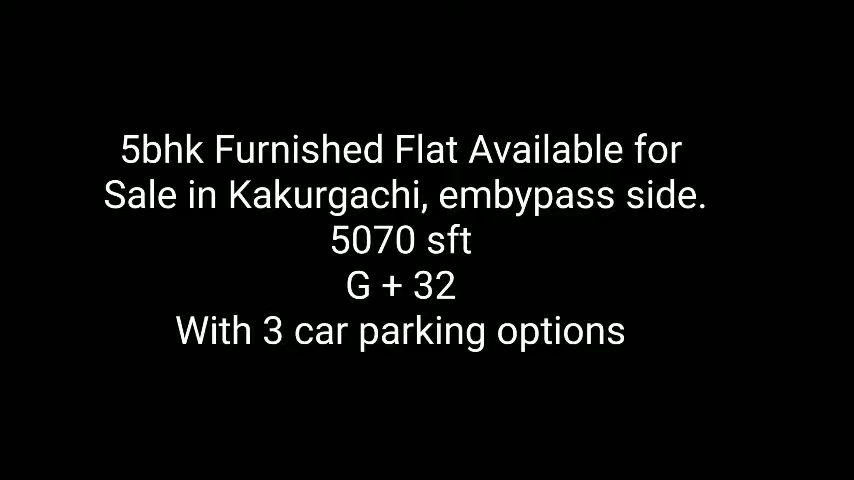 5bhk Furnished Flat Available for
Sale in Kakurgachi, embypass side.
5070 sft
G + 32
With 3 car parking options